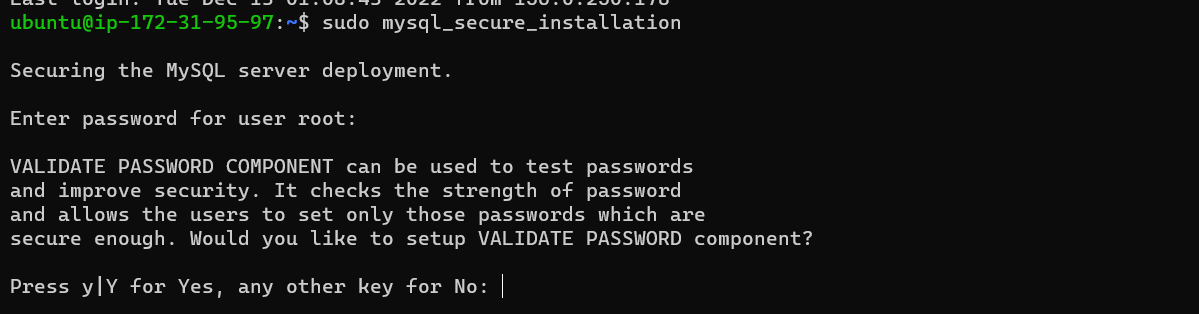 Last login: Tue Dec 13 01:08:43 2022 from
ubuntu@ip-172-31-95-97:~$ sudo mysql_secure_installation
Securing the MySQL server deployment.
Enter password for user root:
VALIDATE PASSWORD COMPONENT can be used to test passwords
and improve security. It checks the strength of password
and allows the users to set only those passwords which are
secure enough. Would you like to setup VALIDATE PASSWORD component?
Press y|Y for Yes, any other key for No: